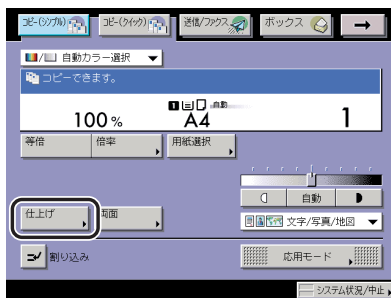 コピー(シンプル) コピー(クイック) 送信/ファクス ボックス
自動カラー選択
コピーできます。
1 自動
100 % A4 1
等倍 倍率 用紙選択
自動
仕上げ 両面
文字/写真/地図
割り込み 応用モード
システム状況/中止